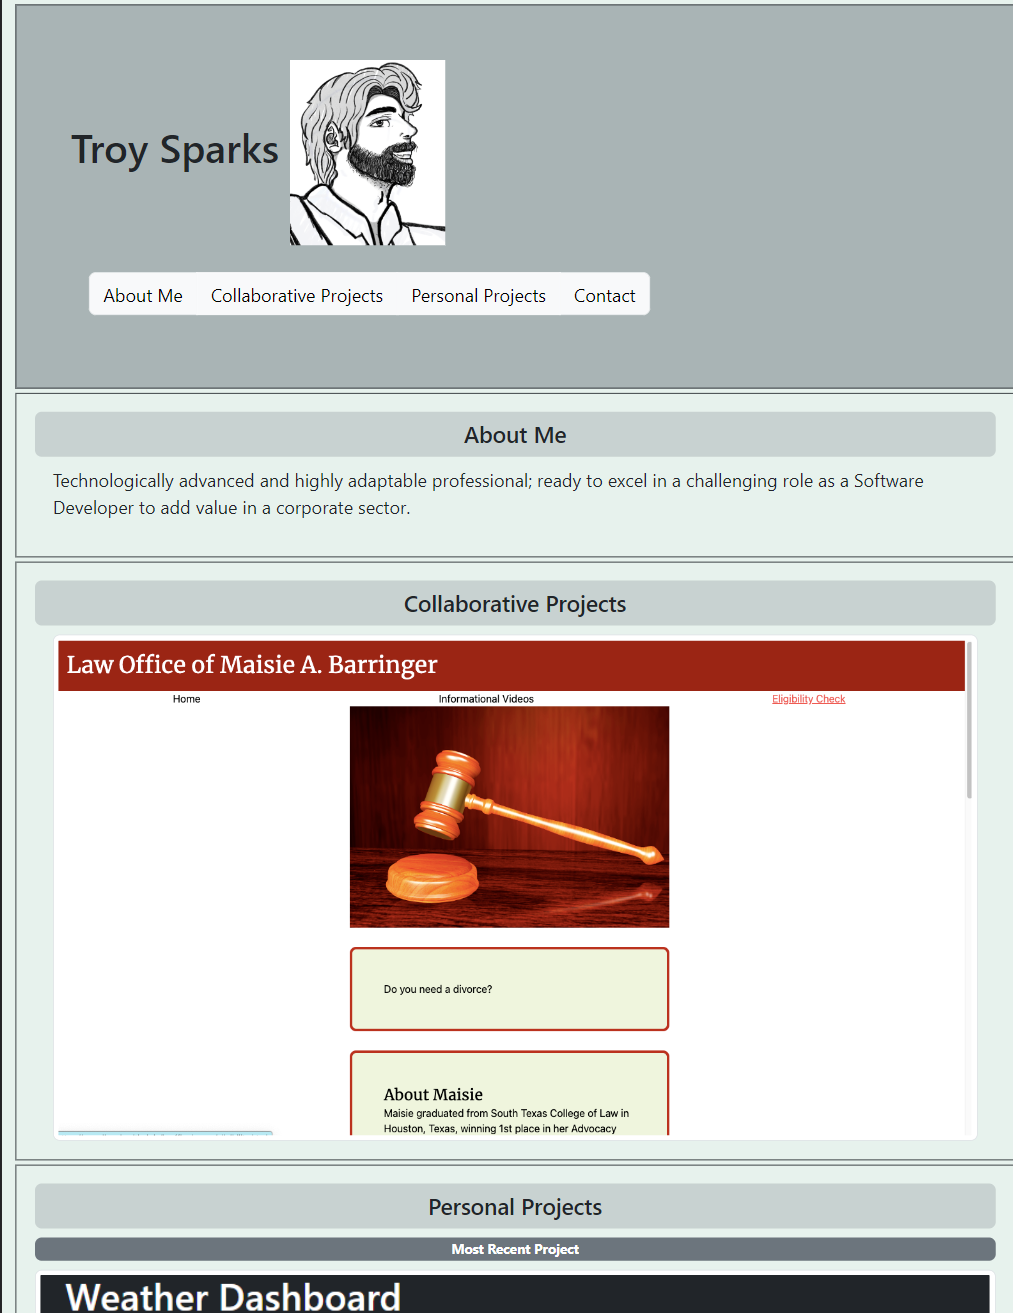 Troy Sparks
About Me Collaborative Projects Personal Projects Contact
About Me
Technologically advanced and highly adaptable professional; ready to excel in a challenging role as a Software
Developer to add value in a corporate sector.
Collaborative Projects
Law Office of Maisie A. Barringer
Home Informational Videos Eligibility Check
Do you need a divorce?
About Maisie
Maisie graduated from South Texas College of Law in
Houston, Texas, winning 1st place in her Advocacy
Personal Projects
Most Recent Project
Weather Dashboard